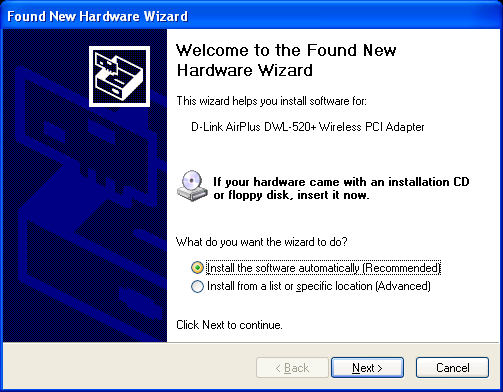 Found New Hardware Wizard
Welcome to the Found New
Hardware Wizard
This wizard helps you install software for:
D-Link AirPlus DWL-520+ Wireless PCI Adapter
If your hardware came with an installation CD
or floppy disk, insert it now.
What do you want the wizard to do?
Install the software automatically (Recommended)
Install from a list or specific location (Advanced)
Click Next to continue.
< Back
Next >
Cancel